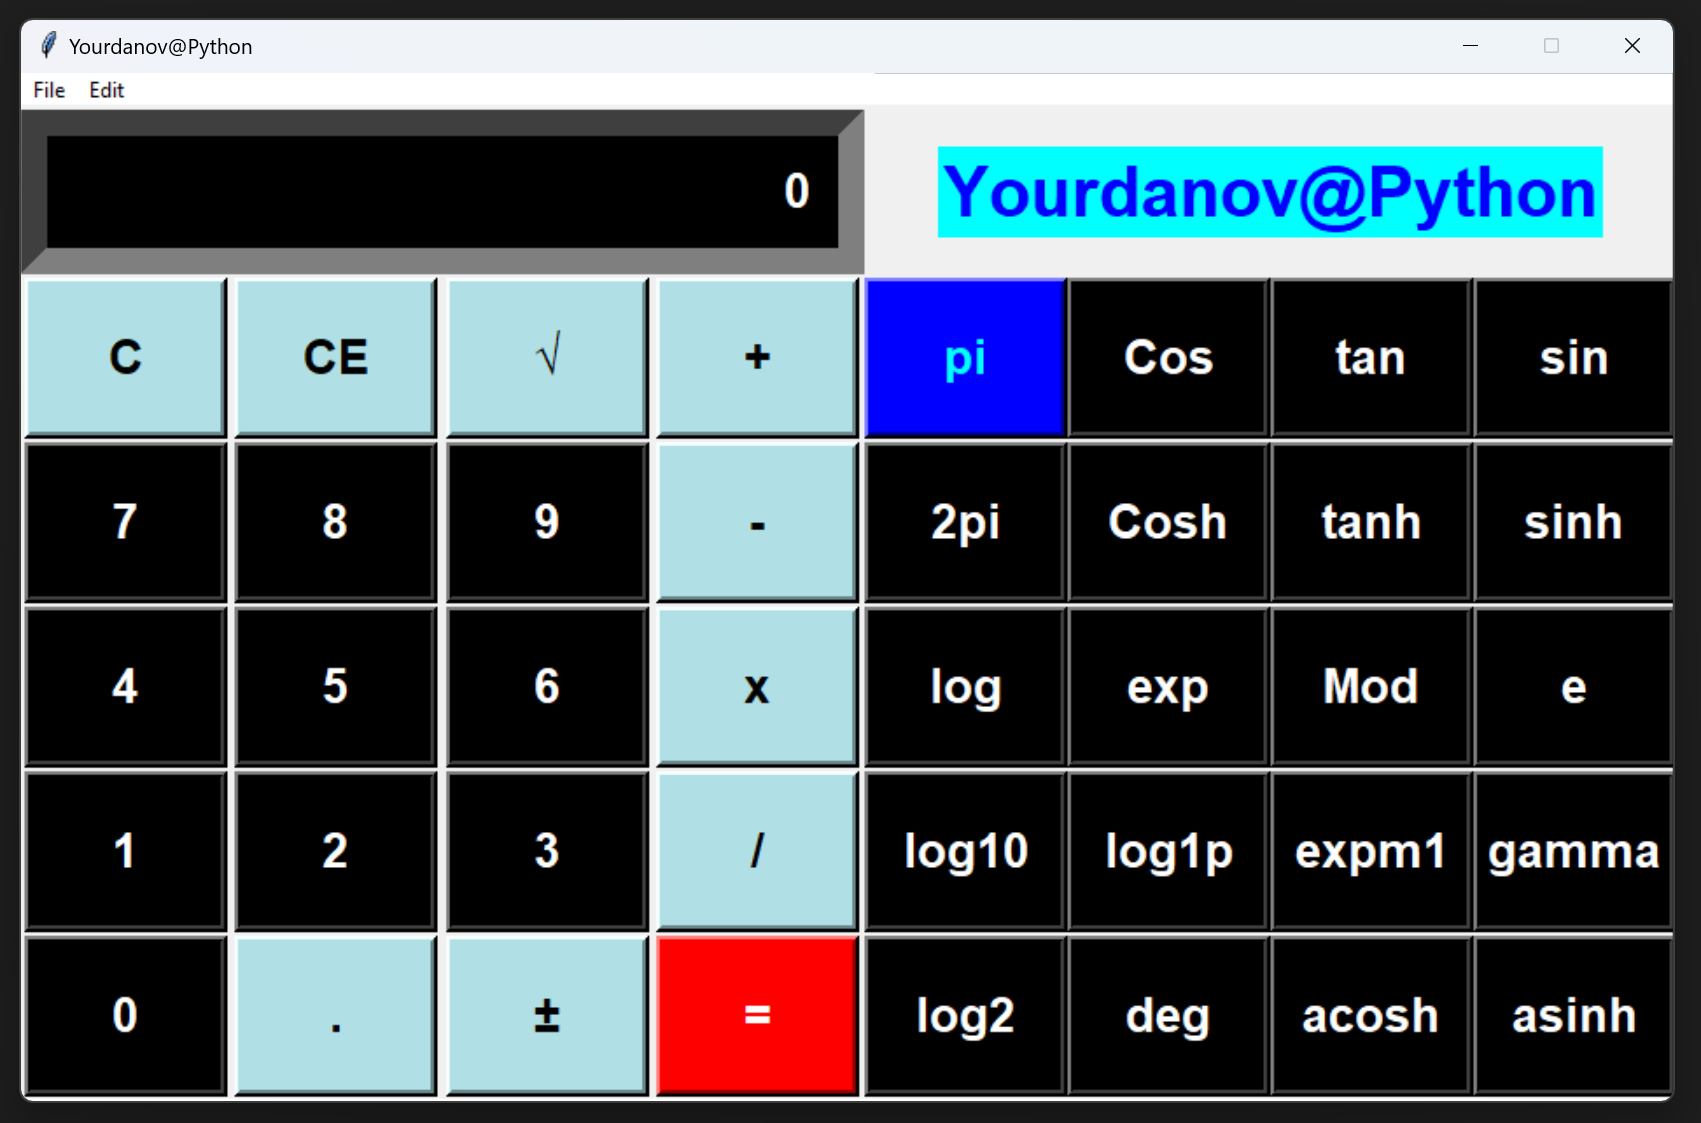 Yourdanov@Python
File Edit
0 Yourdanov@Python
C CE √ + pi Cos tan sin
7 8 9 - 2pi Cosh tanh sinh
4 5 6 x log exp Mod e
1 2 3 / log10 log1p expm1 gamma
0 . ± = log2 deg acosh asinh